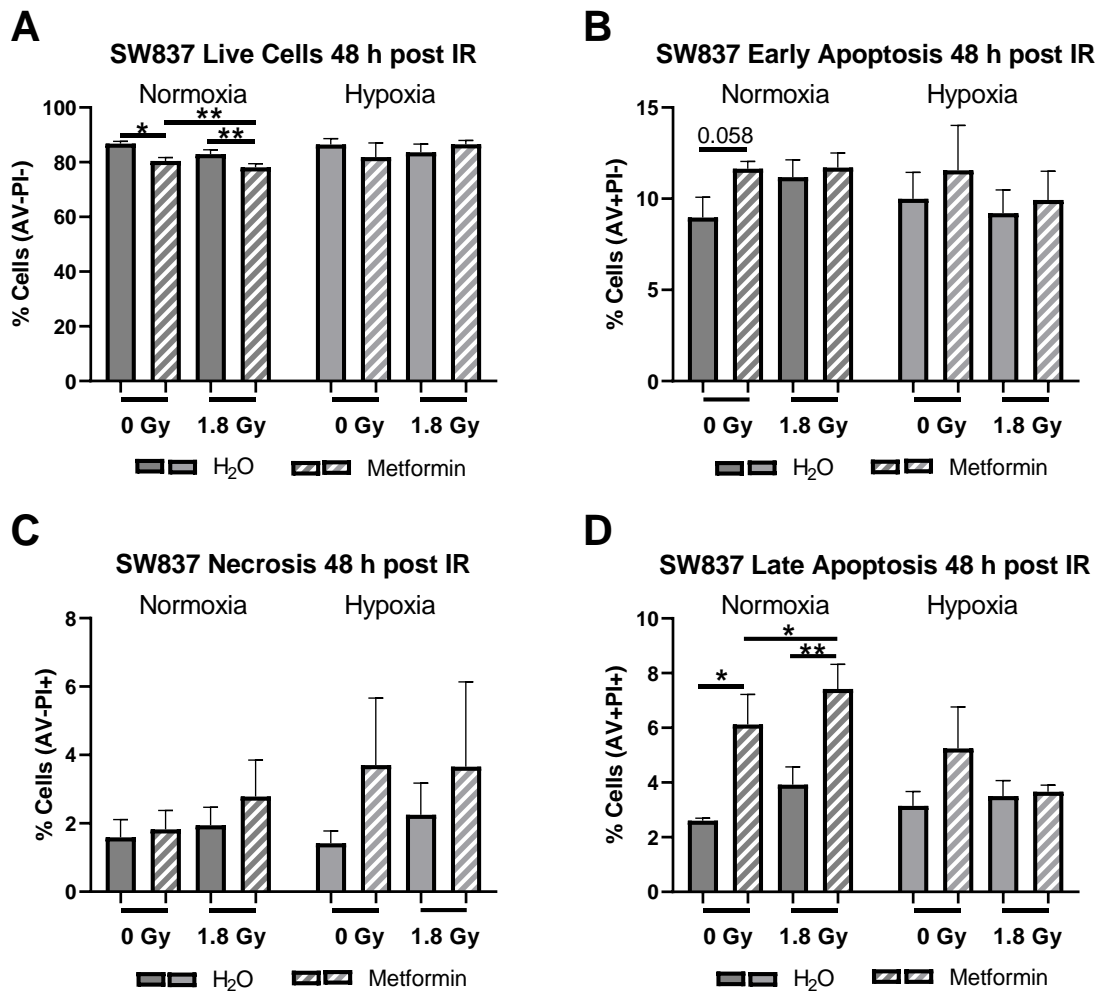 A
SW837 Live Cells 48 h post IR
Normoxia
Hypoxia
% Cells (AV-PI-)
100
80
60
40
20
0
*
**
**
0 Gy
1.8 Gy
0 Gy
1.8 Gy
H₂O
Metformin
B
SW837 Early Apoptosis 48 h post IR
Normoxia
Hypoxia
% Cells (AV+PI-)
15
10
5
0
0.058
0 Gy
1.8 Gy
0 Gy
1.8 Gy
H₂O
Metformin
C
SW837 Necrosis 48 h post IR
Normoxia
Hypoxia
% Cells (AV-PI+)
8
6
4
2
0
0 Gy
1.8 Gy
0 Gy
1.8 Gy
H₂O
Metformin
D
SW837 Late Apoptosis 48 h post IR
Normoxia
Hypoxia
% Cells (AV+PI+)
10
8
6
4
2
0
*
*
**
0 Gy
1.8 Gy
0 Gy
1.8 Gy
H₂O
Metformin